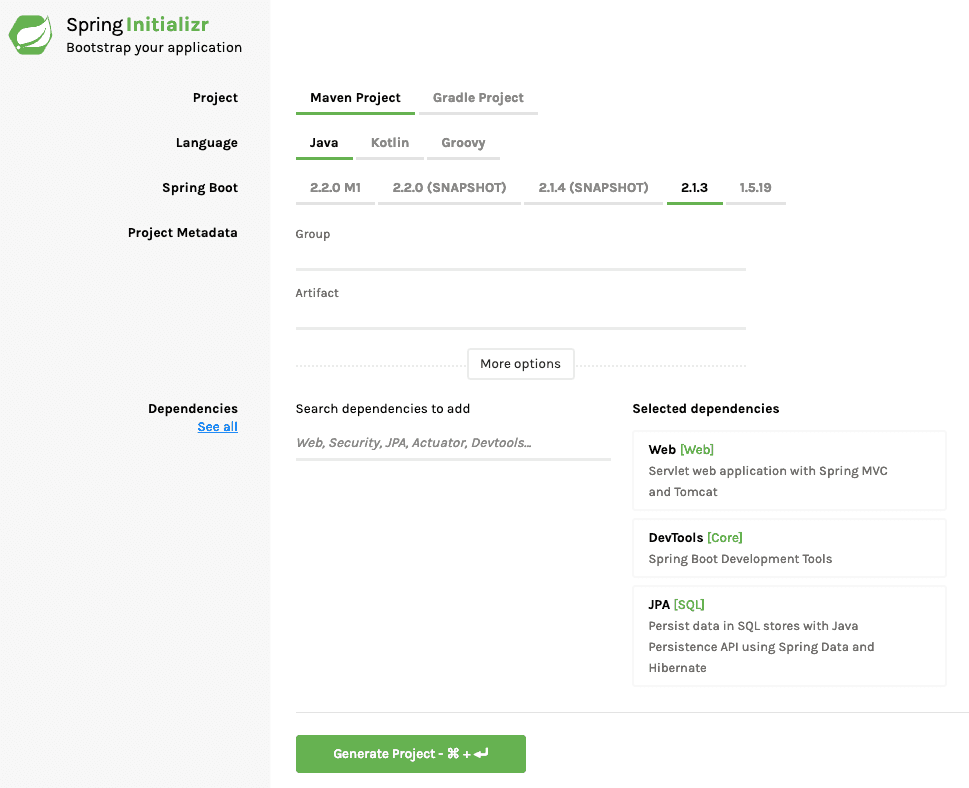 Spring Initializr
Bootstrap your application
Project
Maven Project Gradle Project
Language
Java Kotlin Groovy
Spring Boot
2.2.0 M1 2.2.0 (SNAPSHOT) 2.1.4 (SNAPSHOT) 2.1.3 1.5.19
Project Metadata
Group
Artifact
More options
Dependencies
See all
Search dependencies to add
Web, Security, JPA, Actuator, Devtools...
Selected dependencies
Web [Web]
Servlet web application with Spring MVC
and Tomcat
DevTools [Core]
Spring Boot Development Tools
JPA [SQL]
Persist data in SQL stores with Java
Persistence API using Spring Data and
Hibernate
Generate Project - ⌘ + ↵